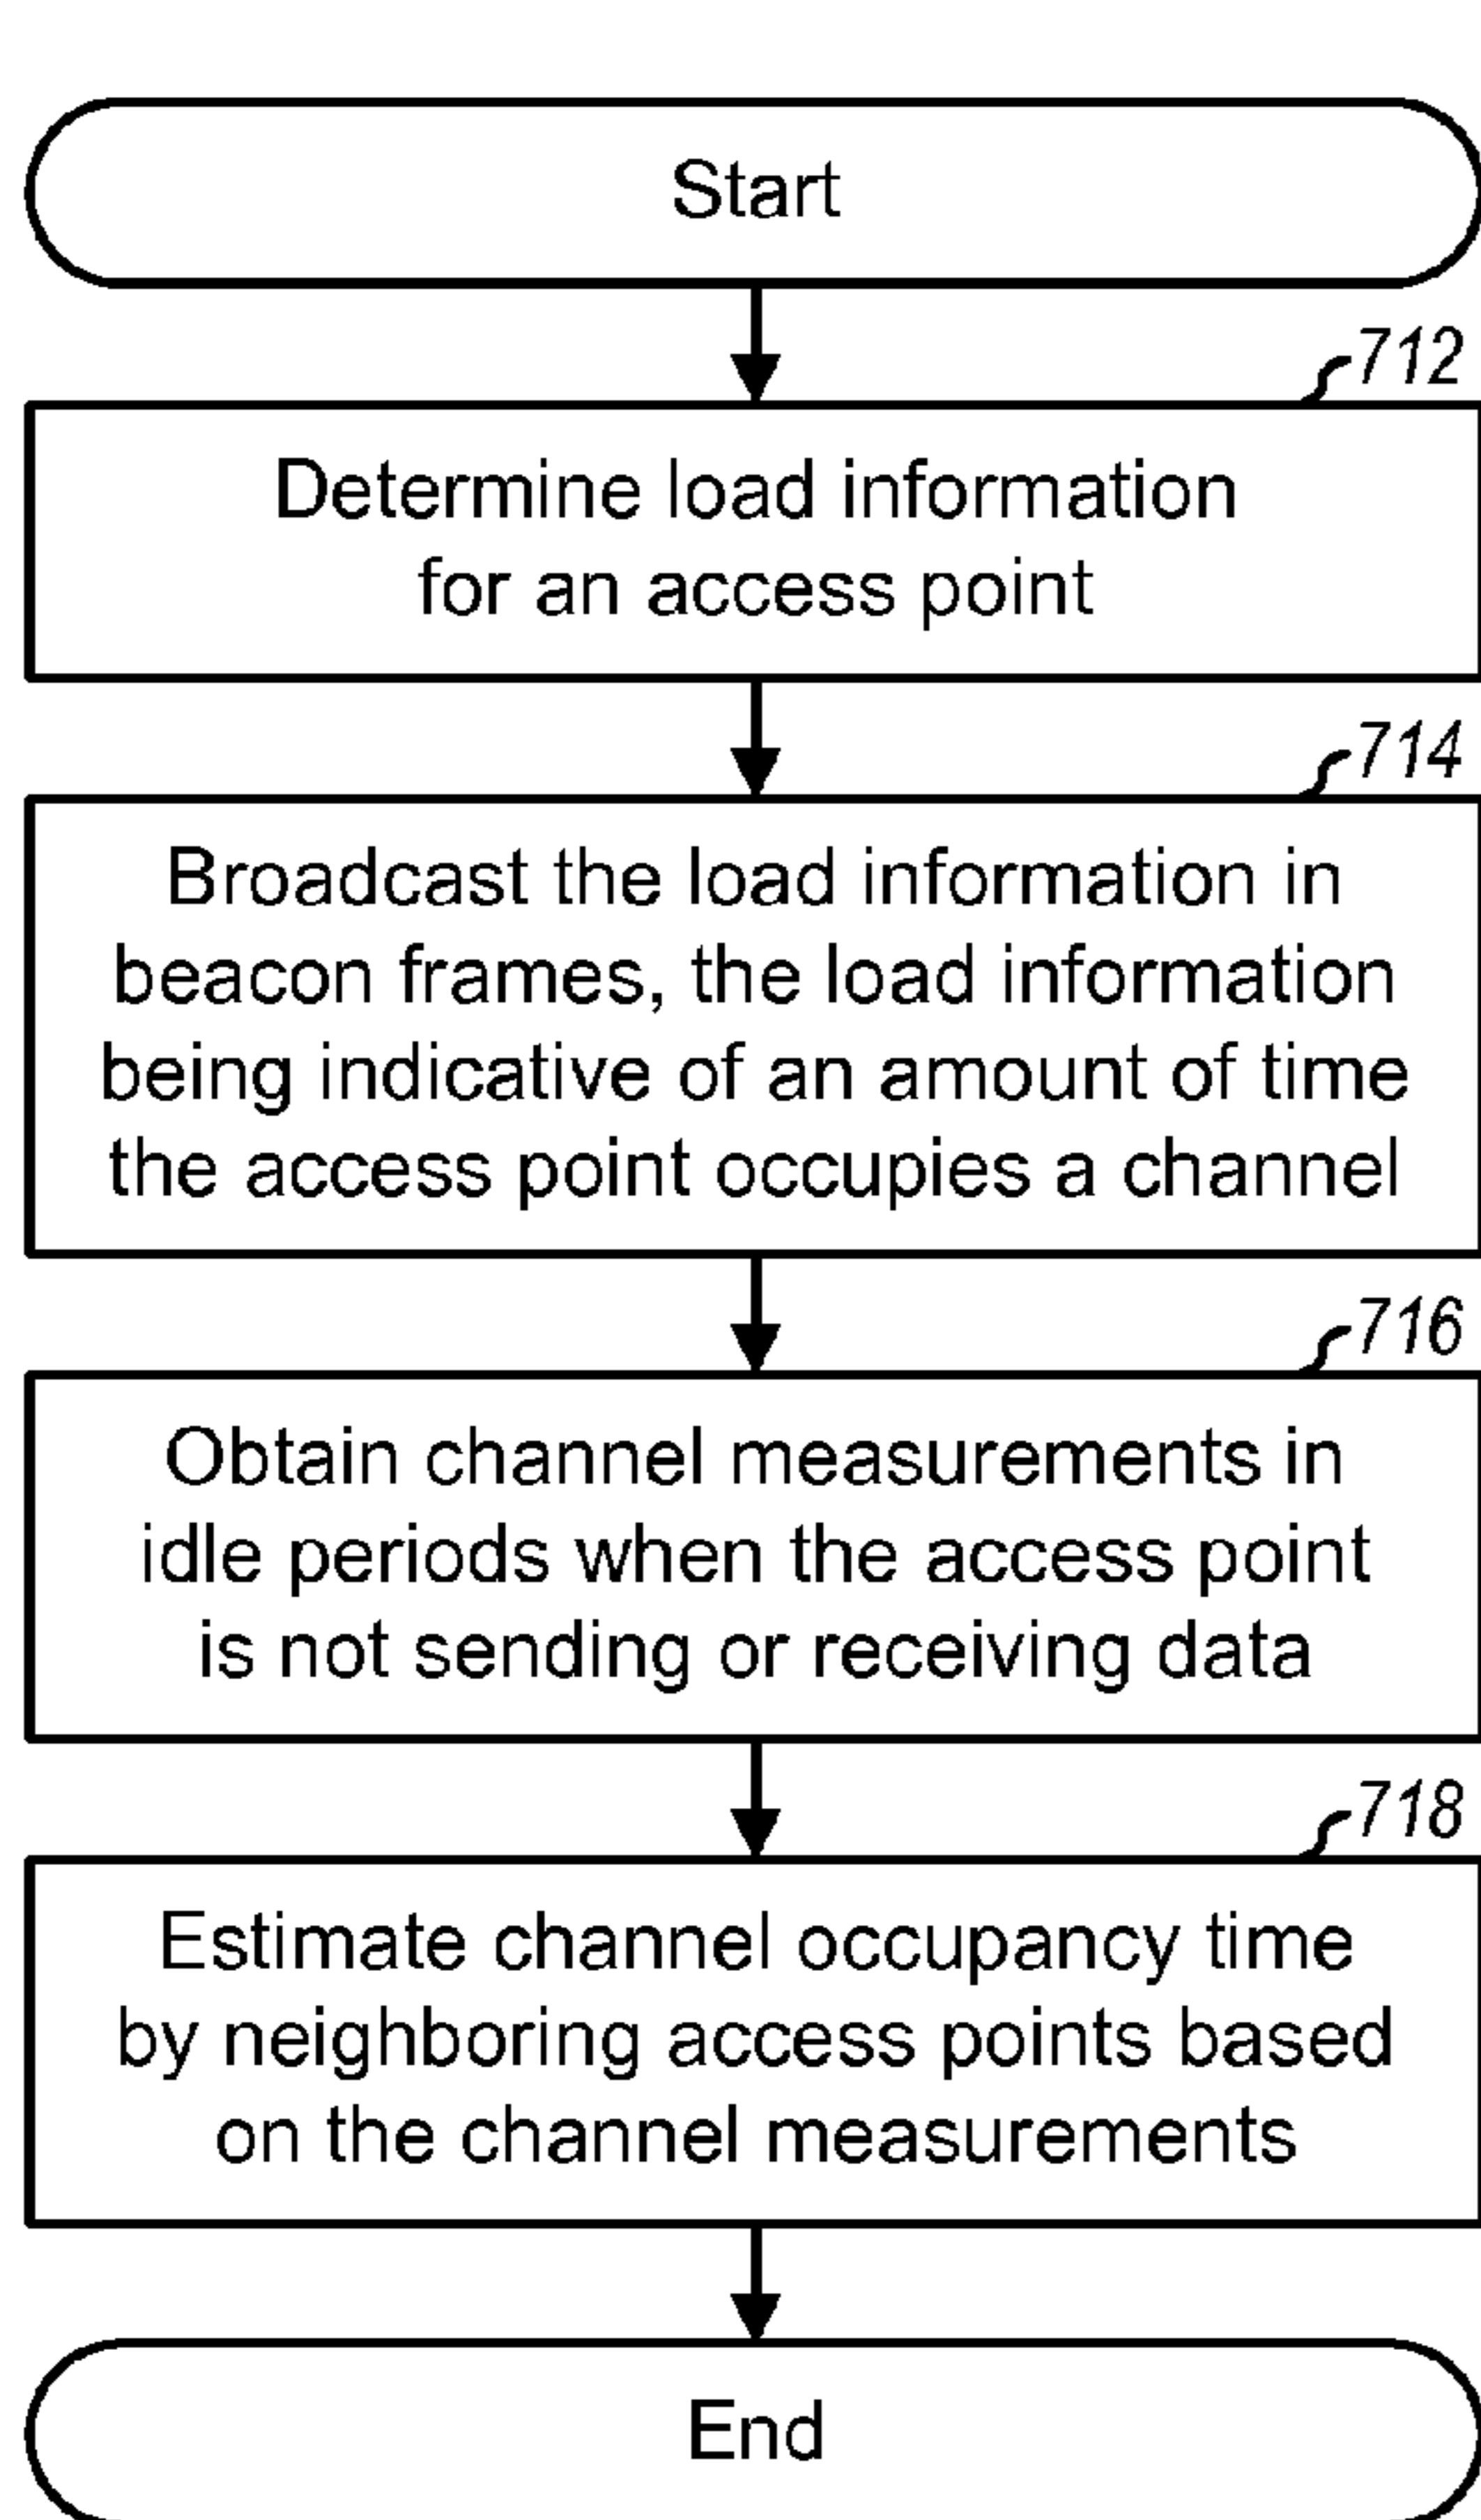 Start
712
Determine load information
for an access point
714
Broadcast the load information in
beacon frames, the load information
being indicative of an amount of time
the access point occupies a channel
716
Obtain channel measurements in
idle periods when the access point
is not sending or receiving data
718
Estimate channel occupancy time
by neighboring access points based
on the channel measurements
End